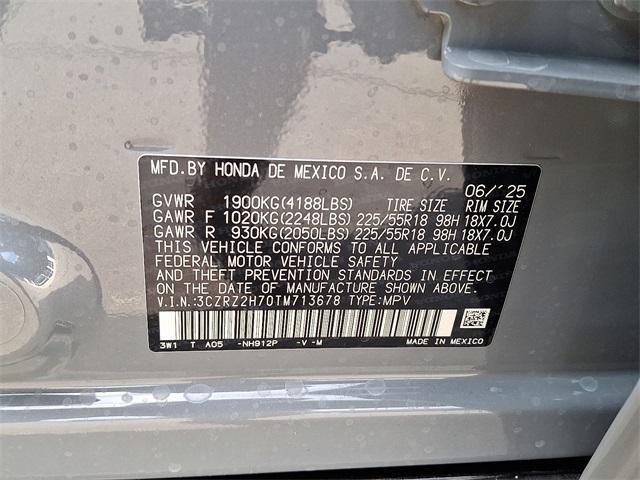 MFD.BY HONDA DE MEXICO S.A. DE C.V.
06/'25
GVWR 1900KG(4188LBS) TIRE SIZE RIM SIZE
GAWR F 1020KG(2248LBS) 225/55R18 98H 18X7.0J
GAWR R 930KG(2050LBS) 225/55R18 98H 18X7.0J
THIS VEHICLE CONFORMS TO ALL APPLICABLE
FEDERAL MOTOR VEHICLE SAFETY
AND THEFT PREVENTION STANDARDS IN EFFECT
ON THE DATE OF MANUFACTURE SHOWN ABOVE.
V.I.N.:3CZRZ2H70TM713678 TYPE:MPV
3W1 T A05 -NH912P -V -M MADE IN MEXICO